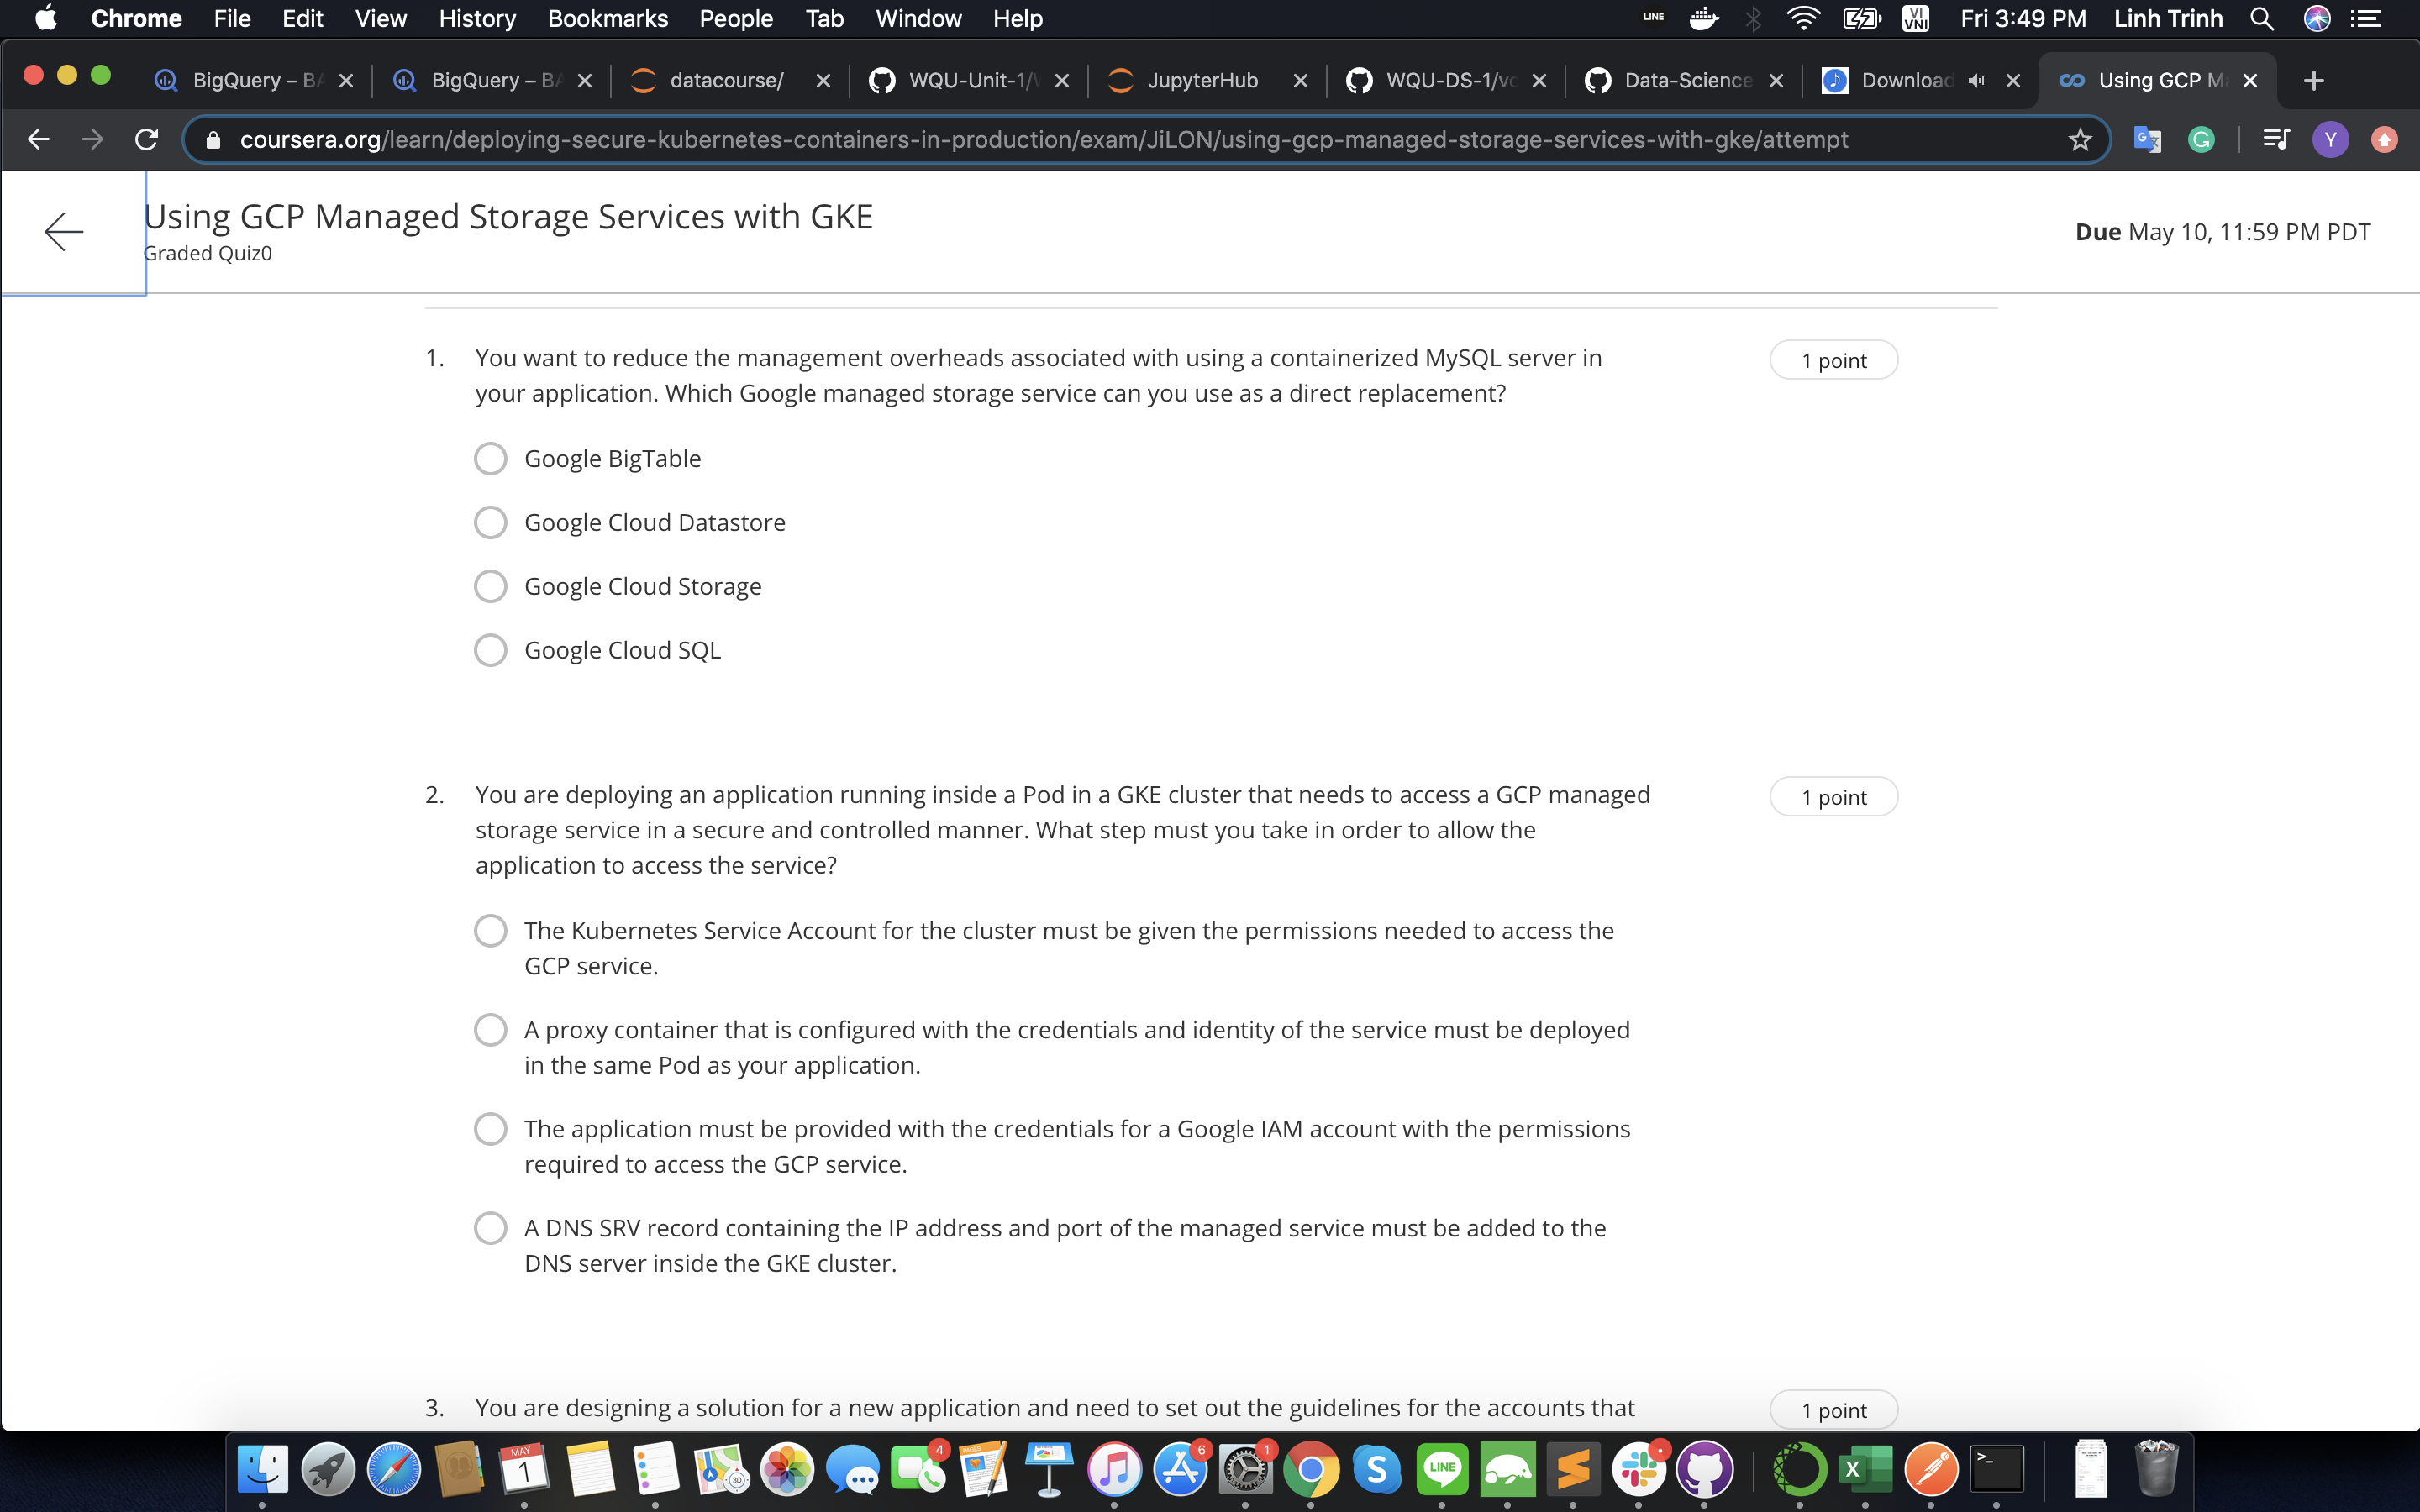 Chrome File Edit View History Bookmarks People Tab Window Help LINE VI VNI Fri 3:49 PM Linh Trinh
BigQuery – BA BigQuery – BA datacourse/ WQU-Unit-1/ JupyterHub WQU-DS-1/vc Data-Science Download Using GCP Ma
coursera.org/learn/deploying-secure-kubernetes-containers-in-production/exam/JiLON/using-gcp-managed-storage-services-with-gke/attempt Y
Using GCP Managed Storage Services with GKE
Graded Quiz0
Due May 10, 11:59 PM PDT
1. You want to reduce the management overheads associated with using a containerized MySQL server in
your application. Which Google managed storage service can you use as a direct replacement?
1 point
Google BigTable
Google Cloud Datastore
Google Cloud Storage
Google Cloud SQL
2. You are deploying an application running inside a Pod in a GKE cluster that needs to access a GCP managed
storage service in a secure and controlled manner. What step must you take in order to allow the
application to access the service?
1 point
The Kubernetes Service Account for the cluster must be given the permissions needed to access the
GCP service.
A proxy container that is configured with the credentials and identity of the service must be deployed
in the same Pod as your application.
The application must be provided with the credentials for a Google IAM account with the permissions
required to access the GCP service.
A DNS SRV record containing the IP address and port of the managed service must be added to the
DNS server inside the GKE cluster.
3. You are designing a solution for a new application and need to set out the guidelines for the accounts that
1 point
MAY 1 3D 4 PAGES 6 1 S LINE X >_